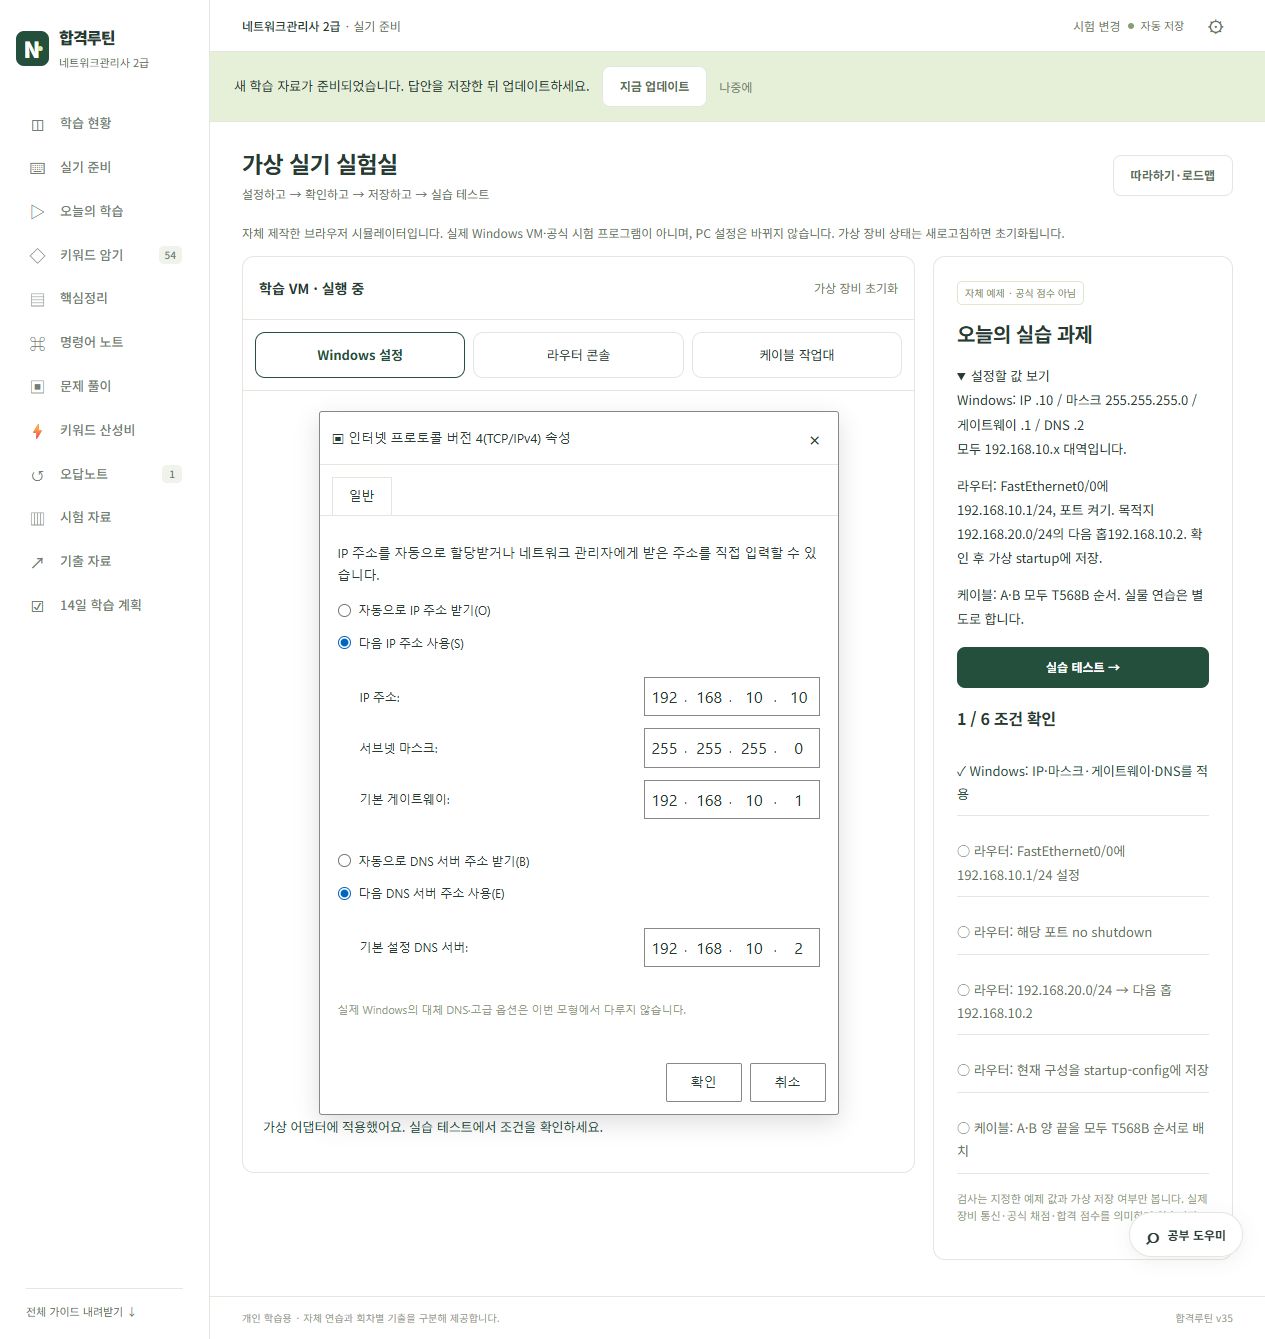 합격루틴
네트워크관리사 2급
학습 현황
실기 준비
오늘의 학습
키워드 암기 54
핵심정리
명령어 노트
문제 풀이
키워드 산성비
오답노트 1
시험 자료
기출 자료
14일 학습 계획
전체 가이드 내려받기 ↓
네트워크관리사 2급 · 실기 준비
시험 변경 ● 자동 저장
새 학습 자료가 준비되었습니다. 답안을 저장한 뒤 업데이트하세요. 지금 업데이트 나중에
가상 실기 실험실
설정하고 → 확인하고 → 저장하고 → 실습 테스트
따라하기·로드맵
자체 제작한 브라우저 시뮬레이터입니다. 실제 Windows VM·공식 시험 프로그램이 아니며, PC 설정은 바뀌지 않습니다. 가상 장비 상태는 새로고침하면 초기화됩니다.
학습 VM · 실행 중
가상 장비 초기화
Windows 설정 라우터 콘솔 케이블 작업대
인터넷 프로토콜 버전 4(TCP/IPv4) 속성 ×
일반
IP 주소를 자동으로 할당받거나 네트워크 관리자에게 받은 주소를 직접 입력할 수 있
습니다.
자동으로 IP 주소 받기(O)
다음 IP 주소 사용(S)
IP 주소: 192 . 168 . 10 . 10
서브넷 마스크: 255 . 255 . 255 . 0
기본 게이트웨이: 192 . 168 . 10 . 1
자동으로 DNS 서버 주소 받기(B)
다음 DNS 서버 주소 사용(E)
기본 설정 DNS 서버: 192 . 168 . 10 . 2
실제 Windows의 대체 DNS·고급 옵션은 이번 모형에서 다루지 않습니다.
확인 취소
가상 어댑터에 적용했어요. 실습 테스트에서 조건을 확인하세요.
자체 예제 · 공식 점수 아님
오늘의 실습 과제
▼ 설정할 값 보기
Windows: IP .10 / 마스크 255.255.255.0 /
게이트웨이 .1 / DNS .2
모두 192.168.10.x 대역입니다.
라우터: FastEthernet0/0에
192.168.10.1/24, 포트 켜기. 목적지
192.168.20.0/24의 다음 홉192.168.10.2. 확
인 후 가상 startup에 저장.
케이블: A·B 모두 T568B 순서. 실물 연습은 별
도로 합니다.
실습 테스트 →
1 / 6 조건 확인
✓ Windows: IP·마스크·게이트웨이·DNS를 적
용
○ 라우터: FastEthernet0/0에
192.168.10.1/24 설정
○ 라우터: 해당 포트 no shutdown
○ 라우터: 192.168.20.0/24 → 다음 홉
192.168.10.2
○ 라우터: 현재 구성을 startup-config에 저장
○ 케이블: A·B 양 끝을 모두 T568B 순서로 배
치
검사는 지정한 예제 값과 가상 저장 여부만 봅니다. 실제
장비 통신·공식 채점·합격 점수를
공부 도우미
개인 학습용 · 자체 연습과 회차별 기출을 구분해 제공합니다.
합격루틴 v35